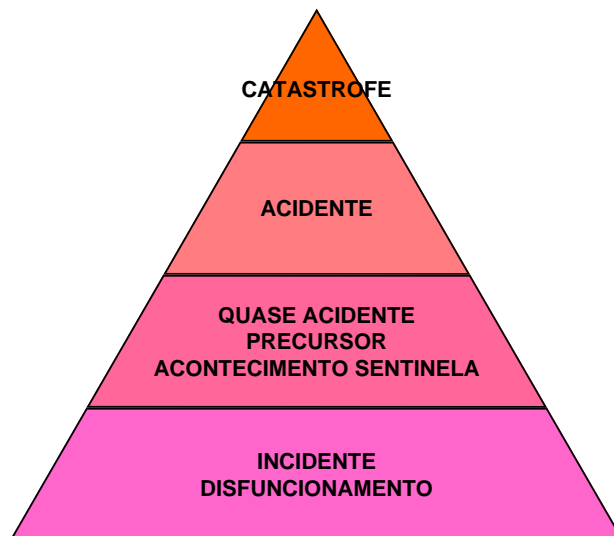 CATASTROFE
ACIDENTE
QUASE ACIDENTE
PRECURSOR
ACONTECIMENTO SENTINELA
INCIDENTE
DISFUNCIONAMENTO